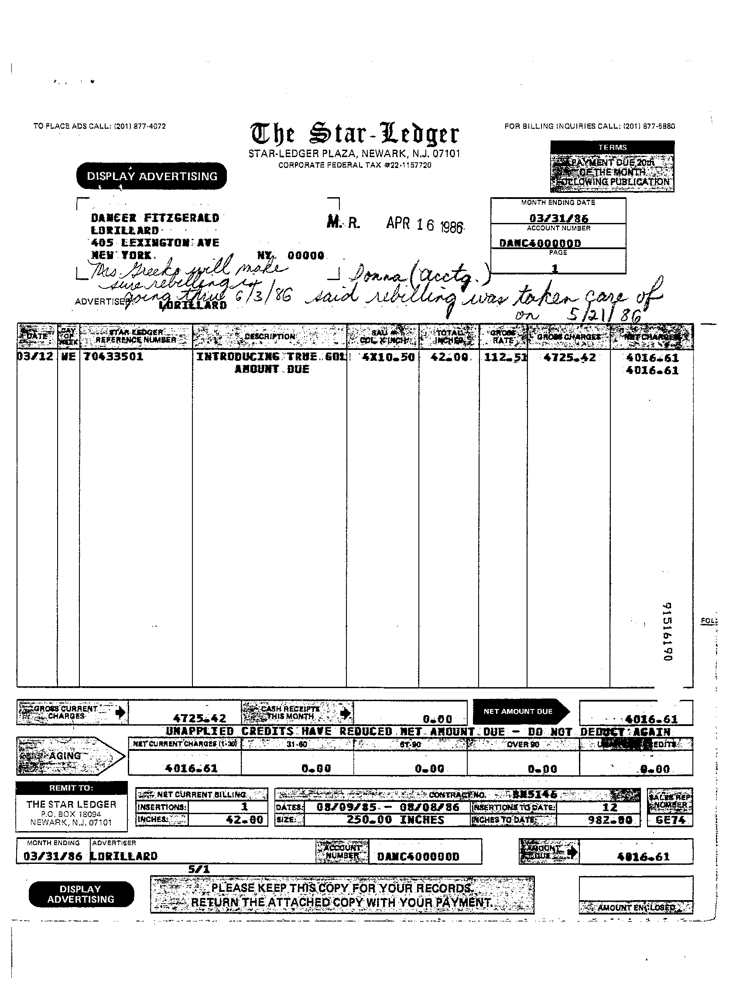 TO PLACE ADS CALL: (201) 877-4072
The Star-Ledger
FOR BILLING INQUIRIES CALL: (201) 877-5880
STAR-LEDGER PLAZA, NEWARK, N.J. 07101
CORPORATE FEDERAL TAX #22-1157720
TERMS
PAYMENT DUE 20th
OF THE MONTH
FOLLOWING PUBLICATION
DISPLAY ADVERTISING
MONTH ENDING DATE
03/31/86
ACCOUNT NUMBER
DANC400000D
PAGE
1
DANCER FITZGERALD
LORILLARD
405 LEXINGTON AVE
NEW YORK. NY. 00000
M. R. APR 16 1986
Mrs. Greeks will make
sure rebilling is
going thru 6/3/86
Donna (acctg.)
said rebilling was taken care of
on 5/21/86
ADVERTISER
LORILLARD
DATE DAY OF WEEK STAR-LEDGER REFERENCE NUMBER DESCRIPTION SAU # COL. X INCH TOTAL INCHES GROSS RATE GROSS CHARGES NET CHARGES
03/12 WE 70433501 INTRODUCING TRUE GOL 4X10.50 42.00 112.51 4725.42 4016.61
AMOUNT DUE 4016.61
91516190
FOL:
GROSS CURRENT CHARGES 4725.42 CASH RECEIPTS THIS MONTH 0.00 NET AMOUNT DUE 4016.61
UNAPPLIED CREDITS HAVE REDUCED NET AMOUNT DUE - DO NOT DEDUCT AGAIN
AGING
NET CURRENT CHARGES (1-30) 31-60 61-90 OVER 90 CREDITS
4016.61 0.00 0.00 0.00 0.00
REMIT TO:
THE STAR LEDGER
P.O. BOX 18094
NEWARK, N.J. 07101
NET CURRENT BILLING CONTRACT NO. BM5146 SALES REP NUMBER
INSERTIONS: 1 DATES: 08/09/85 - 08/08/86 INSERTIONS TO DATE: 12
INCHES: 42.00 SIZE: 250.00 INCHES INCHES TO DATE: 982.80 GE74
MONTH ENDING ADVERTISER
03/31/86 LORILLARD ACCOUNT NUMBER DANC400000D AMOUNT DUE 4016.61
5/1
DISPLAY
ADVERTISING
PLEASE KEEP THIS COPY FOR YOUR RECORDS.
RETURN THE ATTACHED COPY WITH YOUR PAYMENT.
AMOUNT ENCLOSED